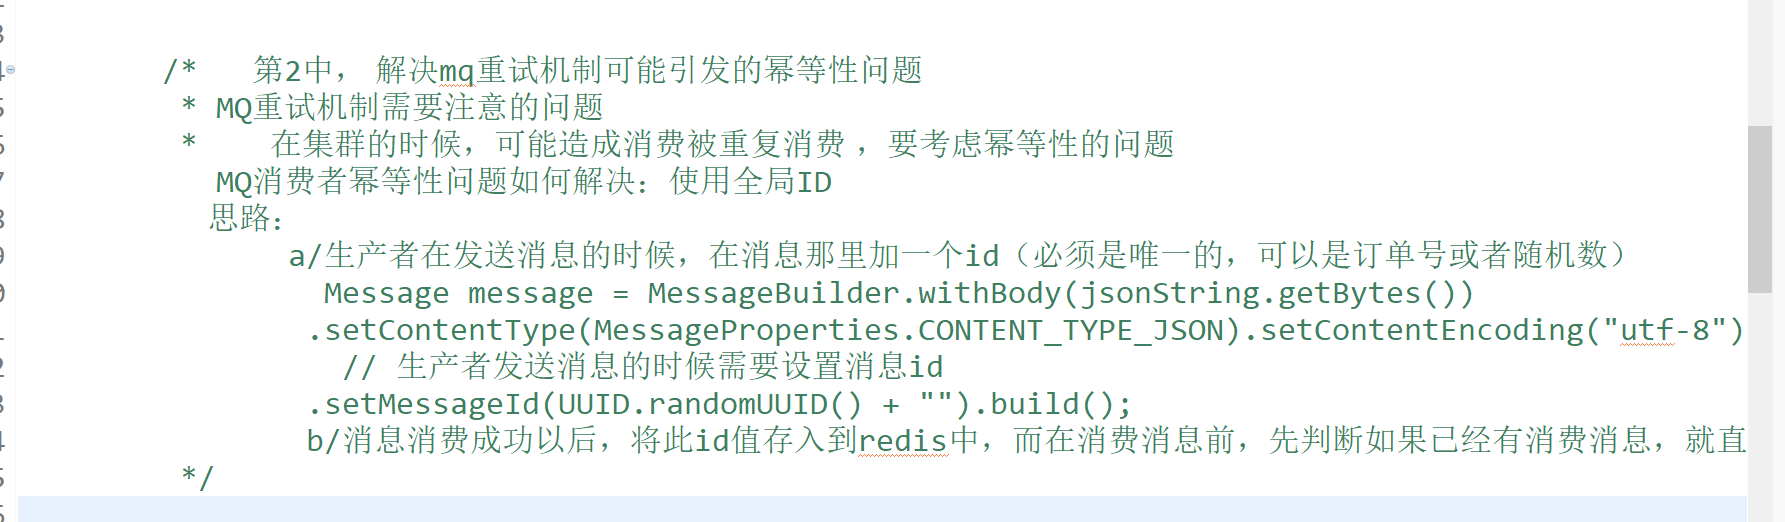 /*   第2中， 解决mq重试机制可能引发的幂等性问题
* MQ重试机制需要注意的问题
*    在集群的时候，可能造成消费被重复消费 ，要考虑幂等性的问题
MQ消费者幂等性问题如何解决：使用全局ID
思路：
a/生产者在发送消息的时候，在消息那里加一个id（必须是唯一的，可以是订单号或者随机数）
Message message = MessageBuilder.withBody(jsonString.getBytes())
.setContentType(MessageProperties.CONTENT_TYPE_JSON).setContentEncoding("utf-8")
// 生产者发送消息的时候需要设置消息id
.setMessageId(UUID.randomUUID() + "").build();
b/消息消费成功以后，将此id值存入到redis中，而在消费消息前，先判断如果已经有消费消息，就直
*/